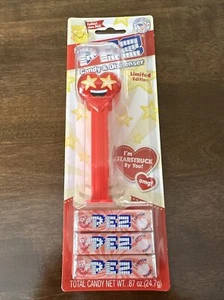 PEZ
Candy & Dispenser
Limited
Edition
I'm
STARSTRUCK
By You!
omg!
PEZ
PEZ
PEZ
TOTAL CANDY NET WT. .87 oz (24.7g)